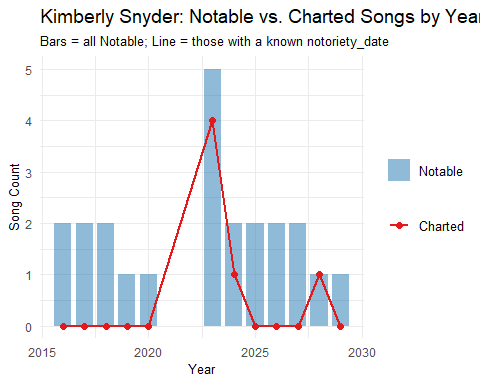 Kimberly Snyder: Notable vs. Charted Songs by Year
Bars = all Notable; Line = those with a known notoriety_date
5
4
3
2
1
0
Song Count
2015
2020
2025
2030
Year
Notable
Charted